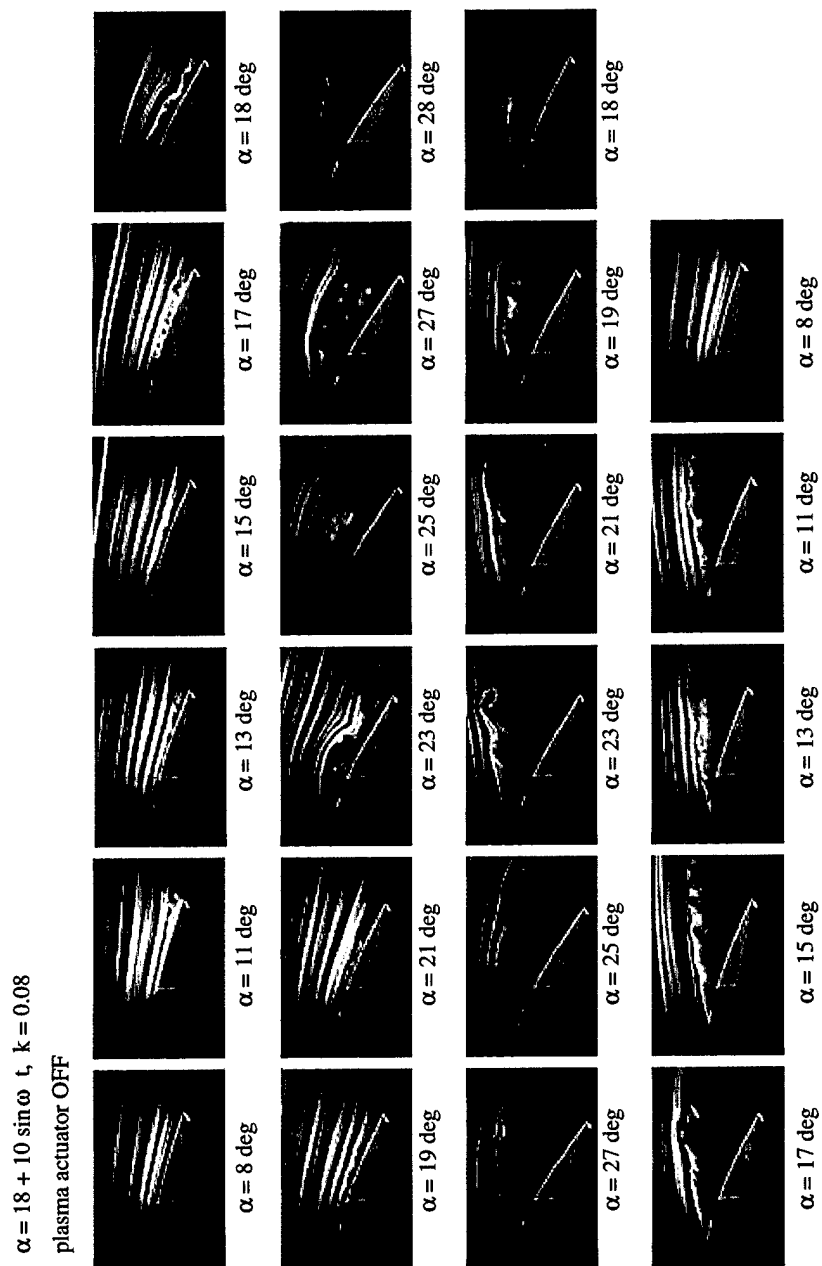 α = 18 + 10 sin ω t, k = 0.08
plasma actuator OFF
α = 8 deg α = 11 deg α = 13 deg α = 15 deg α = 17 deg α = 18 deg
α = 19 deg α = 21 deg α = 23 deg α = 25 deg α = 27 deg α = 28 deg
α = 27 deg α = 25 deg α = 23 deg α = 21 deg α = 19 deg α = 18 deg
α = 17 deg α = 15 deg α = 13 deg α = 11 deg α = 8 deg